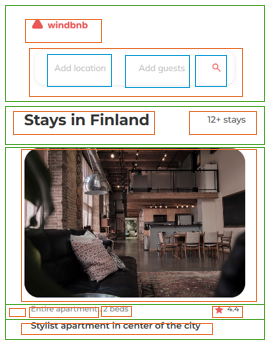 windbnb
Add location Add guests
Stays in Finland 12+ stays
Entire apartment 2 beds 4.4
Stylist apartment in center of the city